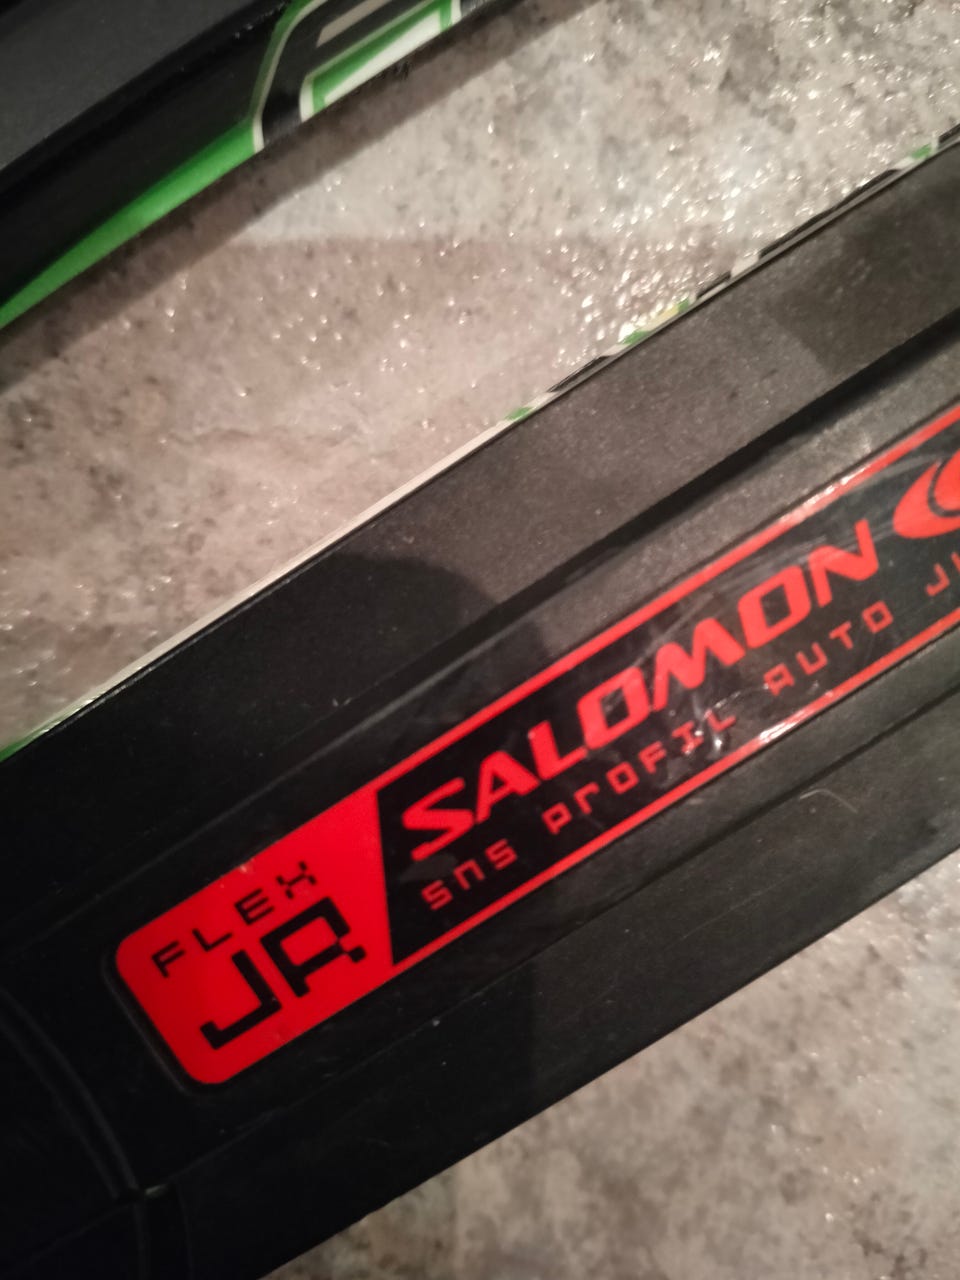 FLEX
JR
SALOMON
SNS PROFIL AUTO